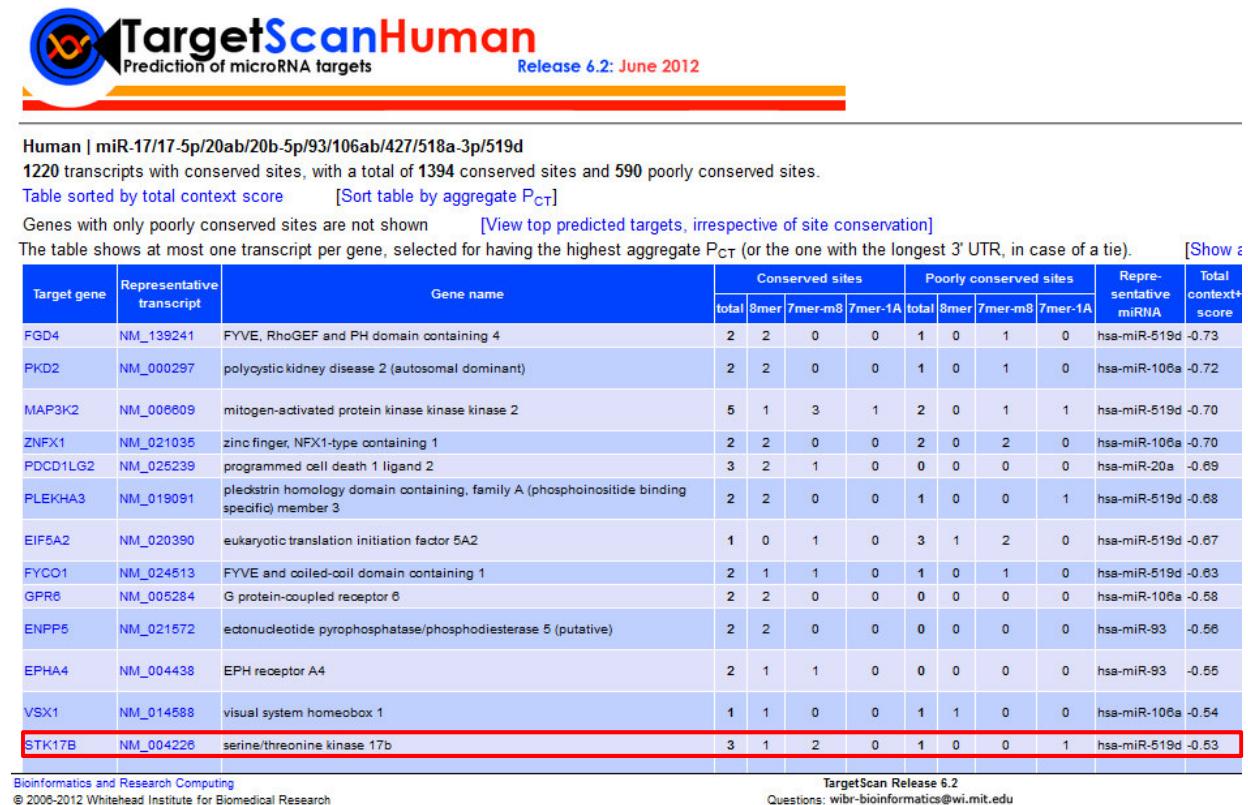 TargetScanHuman
Prediction of microRNA targets Release 6.2: June 2012
Human | miR-17/17-5p/20ab/20b-5p/93/106ab/427/518a-3p/519d
1220 transcripts with conserved sites, with a total of 1394 conserved sites and 590 poorly conserved sites.
Table sorted by total context score [Sort table by aggregate PCT]
Genes with only poorly conserved sites are not shown [View top predicted targets, irrespective of site conservation]
The table shows at most one transcript per gene, selected for having the highest aggregate PCT (or the one with the longest 3' UTR, in case of a tie). [Show a
Target gene Representative transcript Gene name Conserved sites Poorly conserved sites Repre-sentative miRNA Total context+ score
total 8mer 7mer-m8 7mer-1A total 8mer 7mer-m8 7mer-1A
FGD4 NM_139241 FYVE, RhoGEF and PH domain containing 4 2 2 0 0 1 0 1 0 hsa-miR-519d -0.73
PKD2 NM_000297 polycystic kidney disease 2 (autosomal dominant) 2 2 0 0 1 0 1 0 hsa-miR-106a -0.72
MAP3K2 NM_006609 mitogen-activated protein kinase kinase kinase 2 5 1 3 1 2 0 1 1 hsa-miR-519d -0.70
ZNFX1 NM_021035 zinc finger, NFX1-type containing 1 2 2 0 0 2 0 2 0 hsa-miR-106a -0.70
PDCD1LG2 NM_025239 programmed cell death 1 ligand 2 3 2 1 0 0 0 0 0 hsa-miR-20a -0.69
PLEKHA3 NM_019091 pleckstrin homology domain containing, family A (phosphoinositide binding specific) member 3 2 2 0 0 1 0 0 1 hsa-miR-519d -0.68
EIF5A2 NM_020390 eukaryotic translation initiation factor 5A2 1 0 1 0 3 1 2 0 hsa-miR-519d -0.67
FYCO1 NM_024513 FYVE and coiled-coil domain containing 1 2 1 1 0 1 0 1 0 hsa-miR-519d -0.63
GPR6 NM_005284 G protein-coupled receptor 6 2 2 0 0 0 0 0 0 hsa-miR-106a -0.58
ENPP5 NM_021572 ectonucleotide pyrophosphatase/phosphodiesterase 5 (putative) 2 2 0 0 0 0 0 0 hsa-miR-93 -0.56
EPHA4 NM_004438 EPH receptor A4 2 1 1 0 0 0 0 0 hsa-miR-93 -0.55
VSX1 NM_014588 visual system homeobox 1 1 1 0 0 1 1 0 0 hsa-miR-106a -0.54
STK17B NM_004226 serine/threonine kinase 17b 3 1 2 0 1 0 0 1 hsa-miR-519d -0.53
Bioinformatics and Research Computing TargetScan Release 6.2
© 2006-2012 Whitehead Institute for Biomedical Research Questions: wibr-bioinformatics@wi.mit.edu